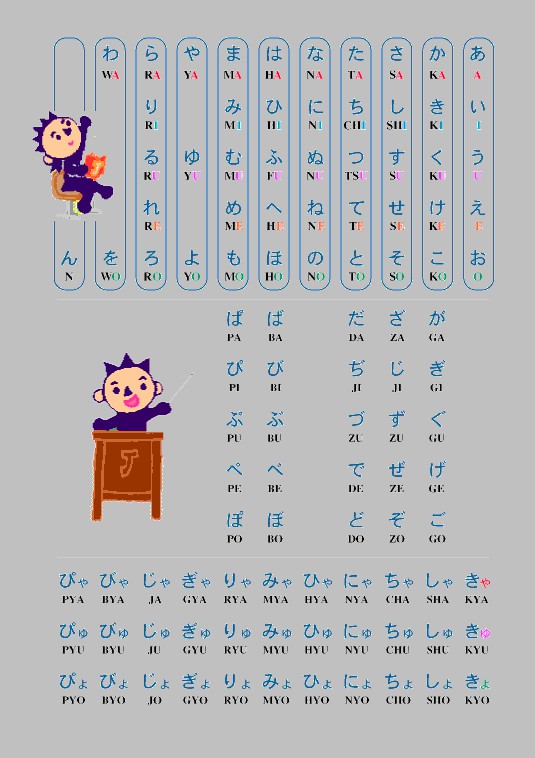 わ ら や ま は な た さ か あ
WA RA YA MA HA NA TA SA KA A
り み ひ に ち し き い
RI MI HI NI CHI SHI KI I
る ゆ む ふ ぬ つ す く う
RU YU MU FU NU TSU SU KU U
れ め へ ね て せ け え
RE ME HE NE TE SE KE E
ん を ろ よ も ほ の と そ こ お
N WO RO YO MO HO NO TO SO KO O
ぱ ば だ ざ が
PA BA DA ZA GA
ぴ び ぢ じ ぎ
PI BI JI JI GI
ぷ ぶ づ ず ぐ
PU BU ZU ZU GU
ぺ べ で ぜ げ
PE BE DE ZE GE
J
ぽ ぼ ど ぞ ご
PO BO DO ZO GO
ぴゃ びゃ じゃ ぎゃ りゃ みゃ ひゃ にゃ ちゃ しゃ きゃ
PYA BYA JA GYA RYA MYA HYA NYA CHA SHA KYA
ぴゅ びゅ じゅ ぎゅ りゅ みゅ ひゅ にゅ ちゅ しゅ きゅ
PYU BYU JU GYU RYU MYU HYU NYU CHU SHU KYU
ぴょ びょ じょ ぎょ りょ みょ ひょ にょ ちょ しょ きょ
PYO BYO JO GYO RYO MYO HYO NYO CHO SHO KYO